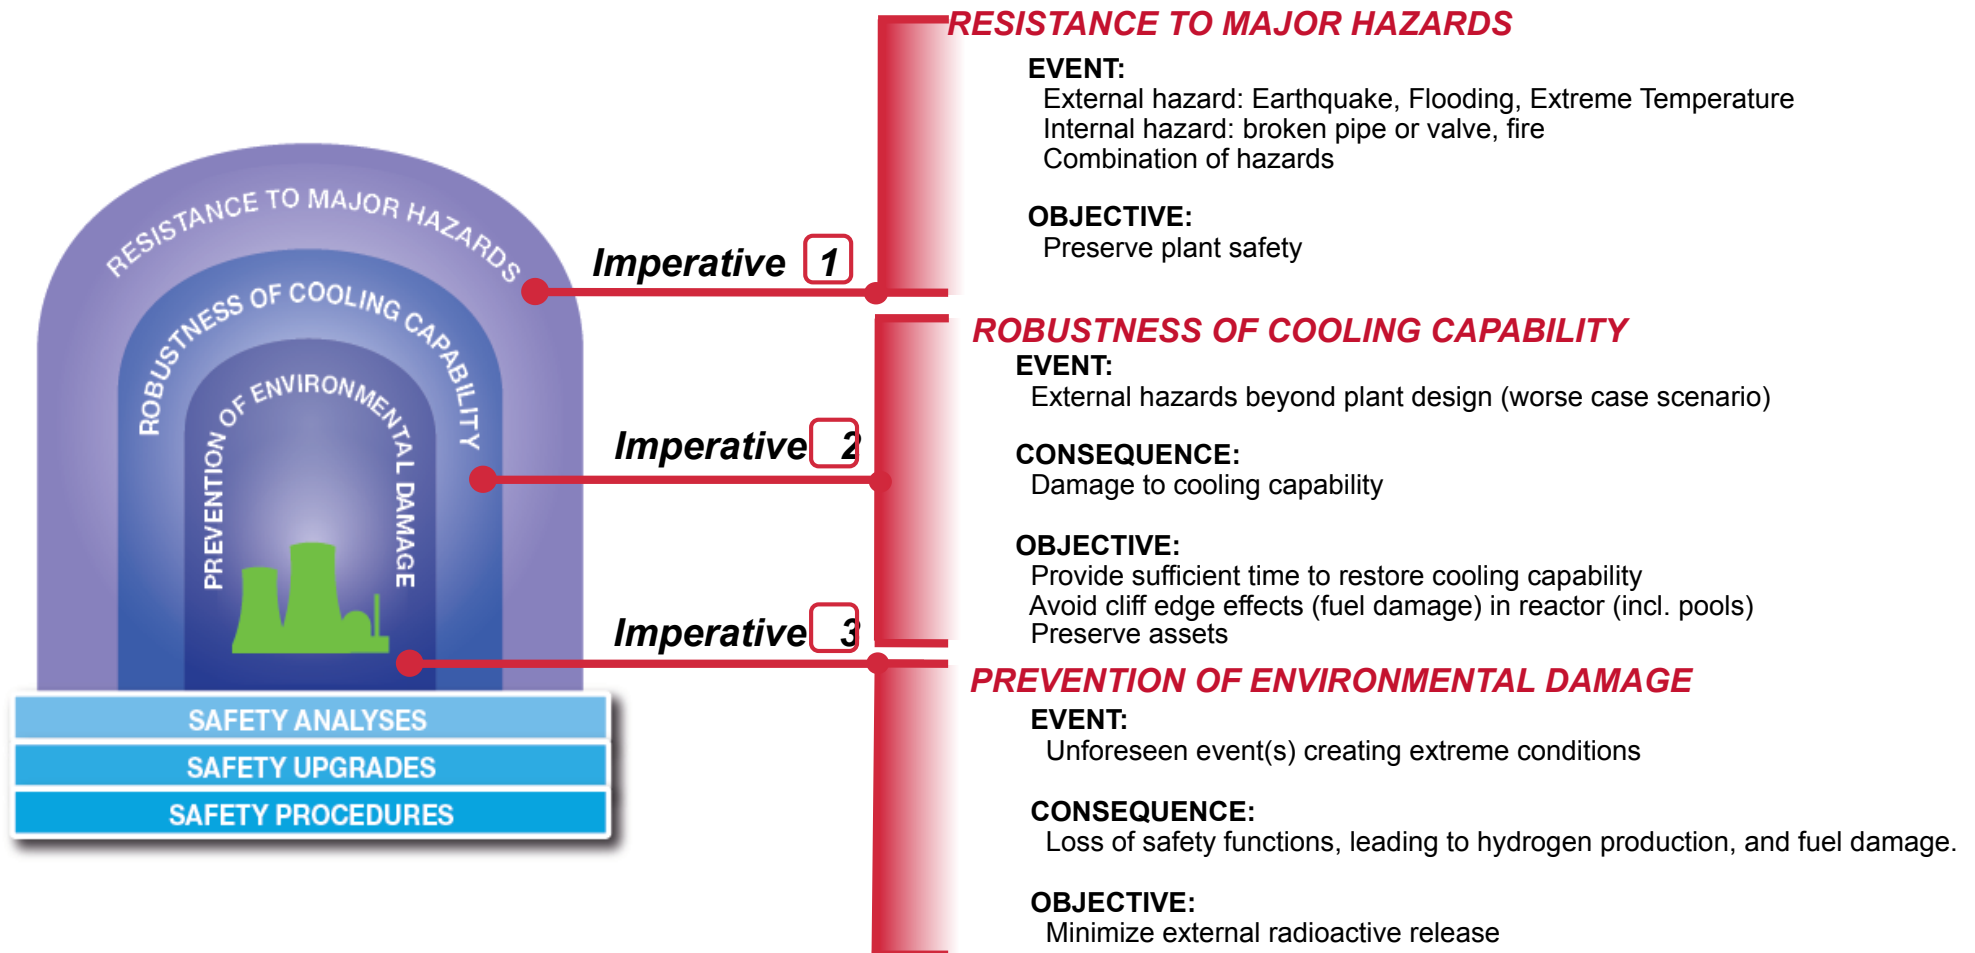 RESISTANCE TO MAJOR HAZARDS
ROBUSTNESS OF COOLING CAPABILITY
PREVENTION OF ENVIRONMENTAL DAMAGE
SAFETY ANALYSES
SAFETY UPGRADES
SAFETY PROCEDURES
Imperative 1
RESISTANCE TO MAJOR HAZARDS
EVENT:
External hazard: Earthquake, Flooding, Extreme Temperature
Internal hazard: broken pipe or valve, fire
Combination of hazards
OBJECTIVE:
Preserve plant safety
Imperative 2
ROBUSTNESS OF COOLING CAPABILITY
EVENT:
External hazards beyond plant design (worse case scenario)
CONSEQUENCE:
Damage to cooling capability
OBJECTIVE:
Provide sufficient time to restore cooling capability
Avoid cliff edge effects (fuel damage) in reactor (incl. pools)
Preserve assets
Imperative 3
PREVENTION OF ENVIRONMENTAL DAMAGE
EVENT:
Unforeseen event(s) creating extreme conditions
CONSEQUENCE:
Loss of safety functions, leading to hydrogen production, and fuel damage.
OBJECTIVE:
Minimize external radioactive release